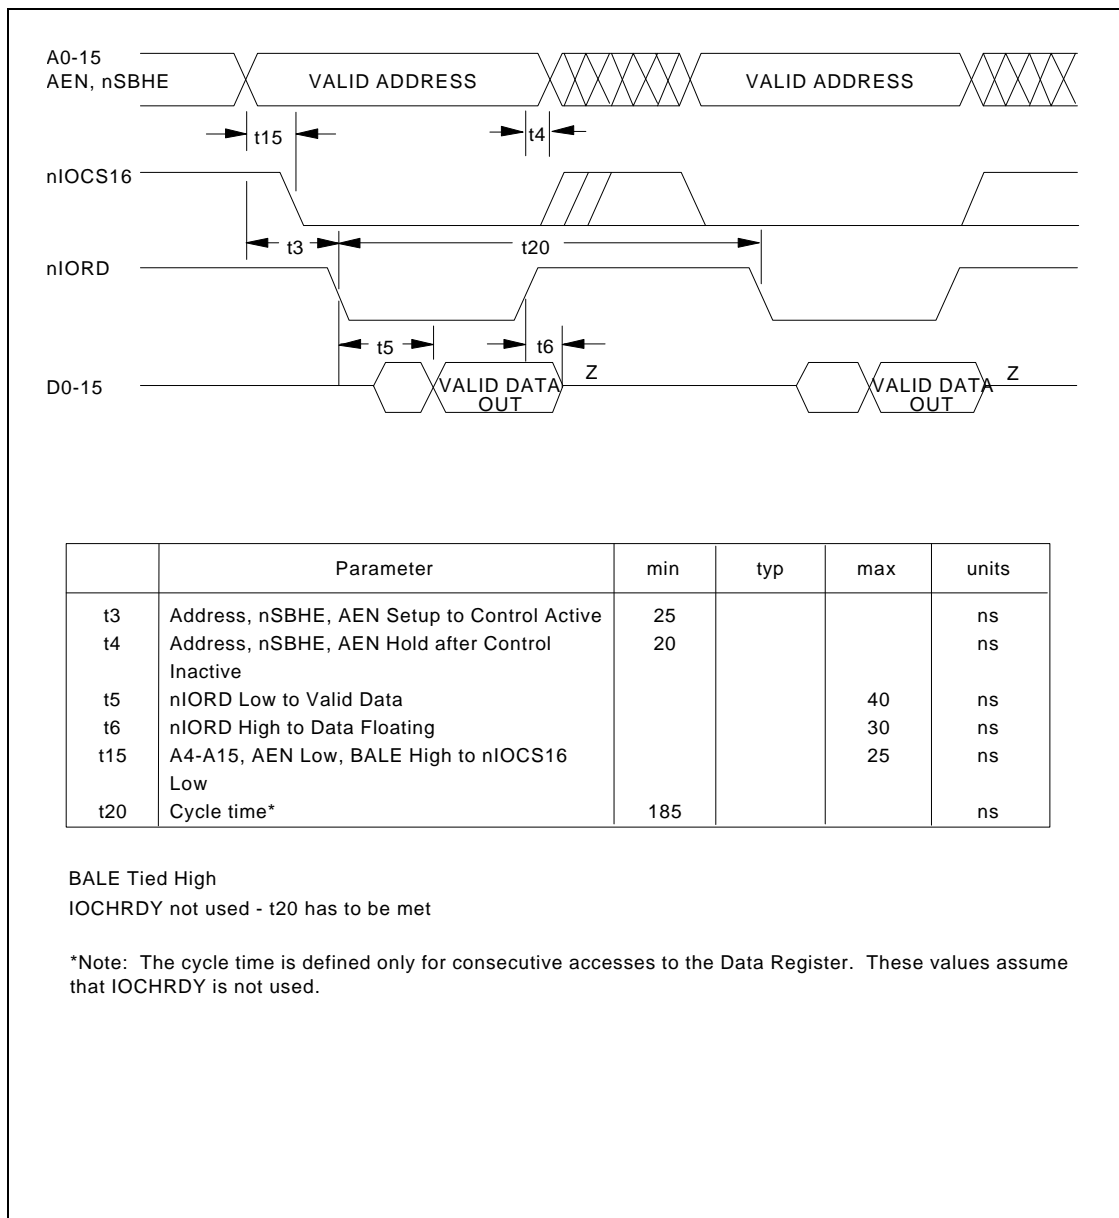 A0-15
AEN, nSBHE
VALID ADDRESS
VALID ADDRESS
t15
t4
nIOCS16
t3
t20
nIORD
t5
t6
D0-15
VALID DATA
OUT
Z
VALID DATA
OUT
Z
Parameter min typ max units
t3 Address, nSBHE, AEN Setup to Control Active 25 ns
t4 Address, nSBHE, AEN Hold after Control 20 ns
Inactive
t5 nIORD Low to Valid Data 40 ns
t6 nIORD High to Data Floating 30 ns
t15 A4-A15, AEN Low, BALE High to nIOCS16 25 ns
Low
t20 Cycle time* 185 ns
BALE Tied High
IOCHRDY not used - t20 has to be met
*Note: The cycle time is defined only for consecutive accesses to the Data Register. These values assume
that IOCHRDY is not used.